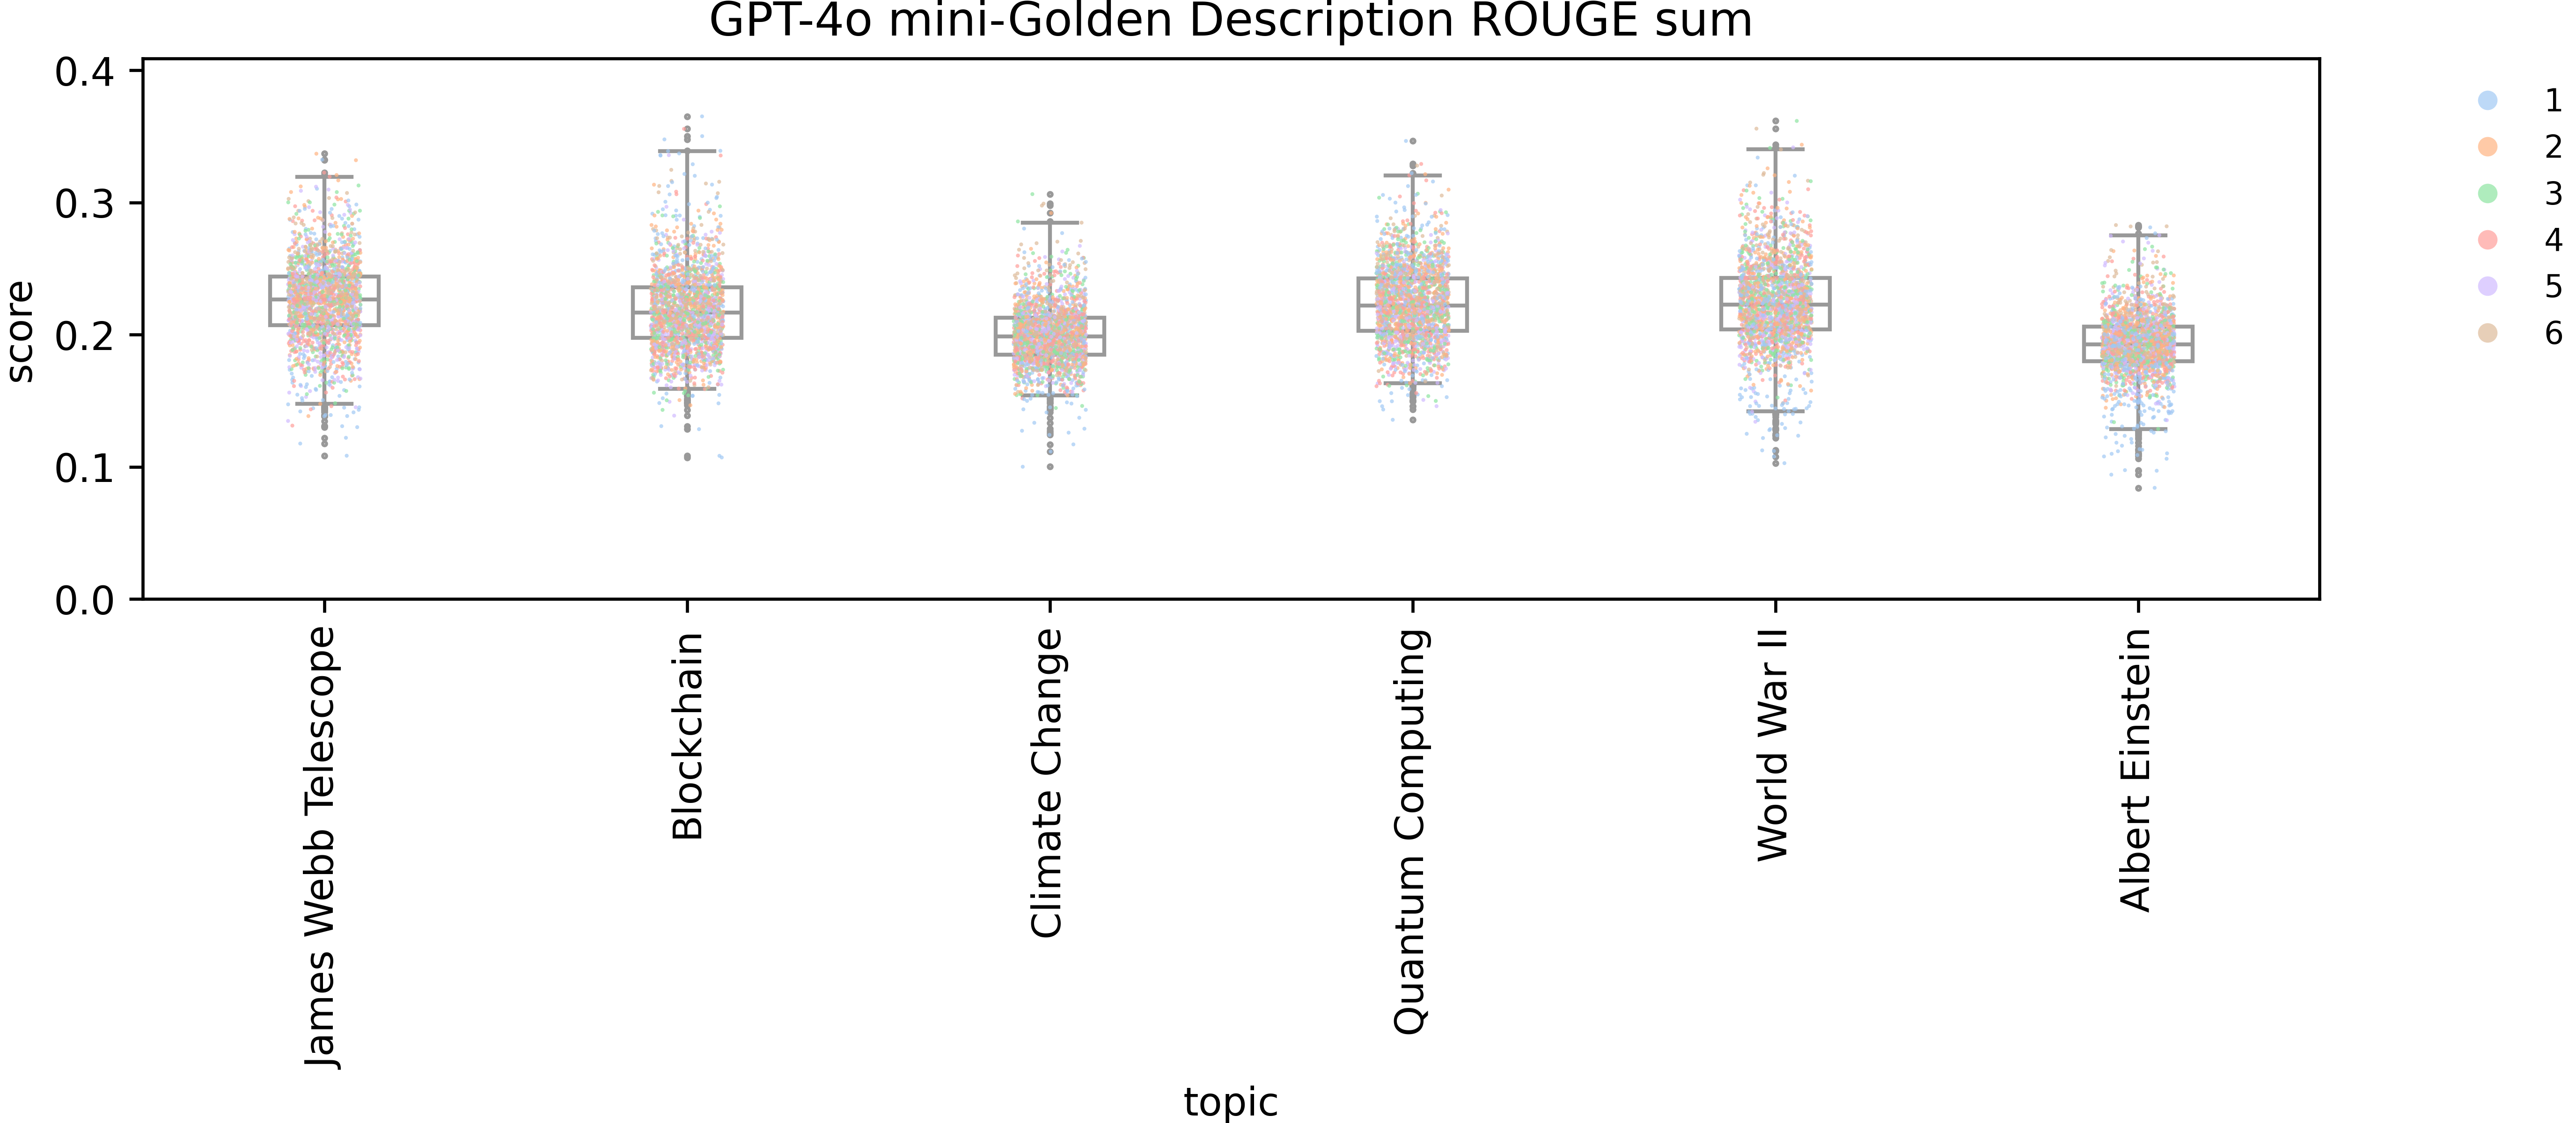 GPT-4o mini-Golden Description ROUGE sum
0.4
0.3
0.2
0.1
0.0
score
James Webb Telescope
Blockchain
Climate Change
Quantum Computing
World War II
Albert Einstein
topic
1
2
3
4
5
6